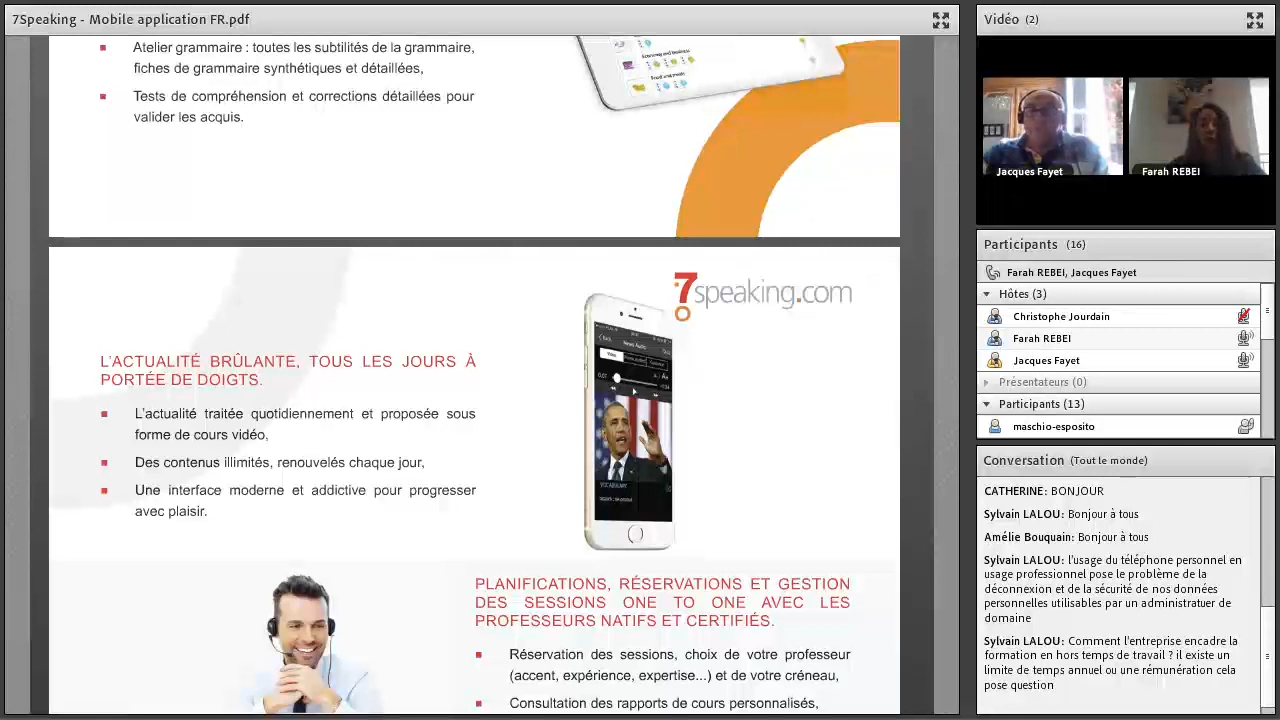 7Speaking - Mobile application FR.pdf
Atelier grammaire : toutes les subtilités de la grammaire,
fiches de grammaire synthétiques et détaillées,
Tests de compréhension et corrections détaillées pour
valider les acquis.
7speaking.com
L'ACTUALITÉ BRÛLANTE, TOUS LES JOURS À
PORTÉE DE DOIGTS.
L'actualité traitée quotidiennement et proposée sous
forme de cours vidéo,
Des contenus illimités, renouvelés chaque jour,
Une interface moderne et addictive pour progresser
avec plaisir.
News Audio
VOCABULARY
PLANIFICATIONS, RÉSERVATIONS ET GESTION
DES SESSIONS ONE TO ONE AVEC LES
PROFESSEURS NATIFS ET CERTIFIÉS.
Réservation des sessions, choix de votre professeur
(accent, expérience, expertise...) et de votre créneau,
Consultation des rapports de cours personnalisés,
Vidéo (2)
Jacques Fayet
Farah REBEI
Participants (16)
Farah REBEI, Jacques Fayet
Hôtes (3)
Christophe Jourdain
Farah REBEI
Jacques Fayet
Présentateurs (0)
Participants (13)
maschio-esposito
Conversation (Tout le monde)
CATHERINE: BONJOUR
Sylvain LALOU: Bonjour à tous
Amélie Bouquain: Bonjour à tous
Sylvain LALOU: l'usage du téléphone personnel en
usage professionnel pose le problème de la
déconnexion et de la sécurité de nos données
personnelles utilisables par un administratuer de
domaine
Sylvain LALOU: Comment l'entreprise encadre la
formation en hors temps de travail ? il existe un
limite de temps annuel ou une rémunération cela
pose question